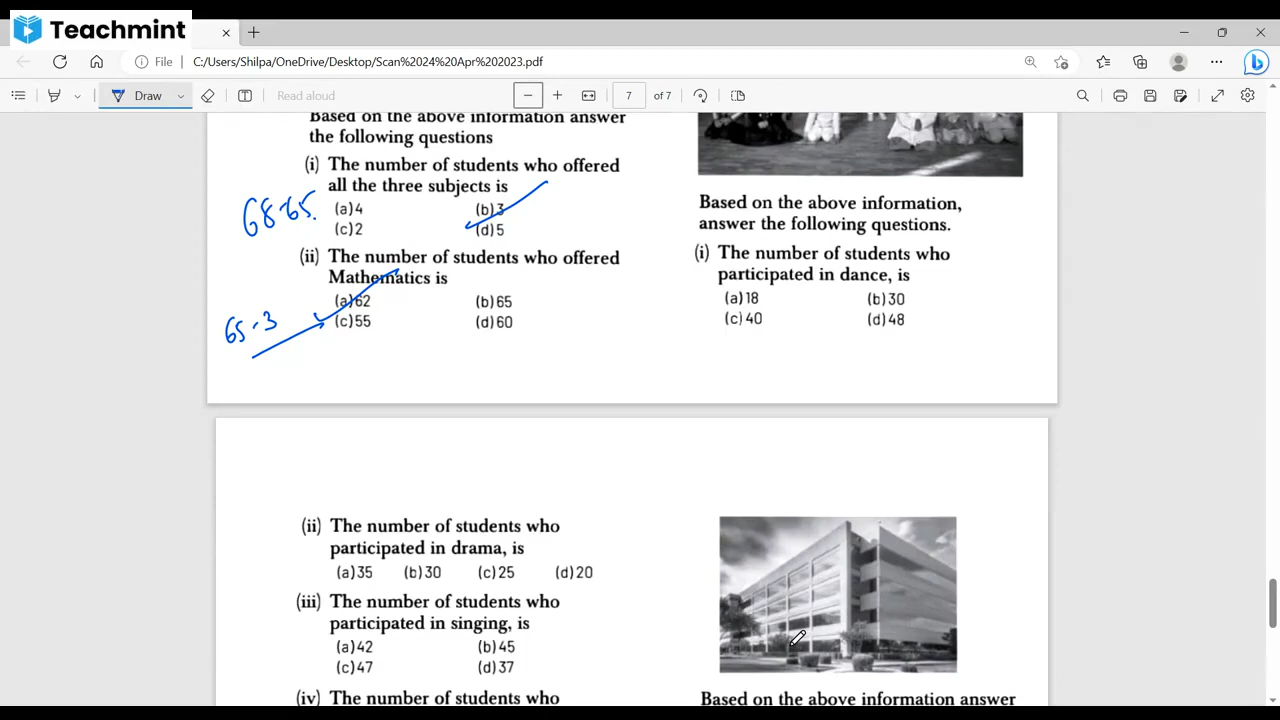 Teachmint
File
C:/Users/Shilpa/OneDrive/Desktop/Scan%2024%20Apr%202023.pdf
Draw
Read aloud
7
of 7
Based on the above information answer
the following questions
(i) The number of students who offered
all the three subjects is
(a) 4 (b) 3
(c) 2 (d) 5
68-65.
(ii) The number of students who offered
Mathematics is
(a) 62 (b) 65
(c) 55 (d) 60
65-3
Based on the above information,
answer the following questions.
(i) The number of students who
participated in dance, is
(a) 18 (b) 30
(c) 40 (d) 48
(ii) The number of students who
participated in drama, is
(a) 35 (b) 30 (c) 25 (d) 20
(iii) The number of students who
participated in singing, is
(a) 42 (b) 45
(c) 47 (d) 37
(iv) The number of students who
Based on the above information answer